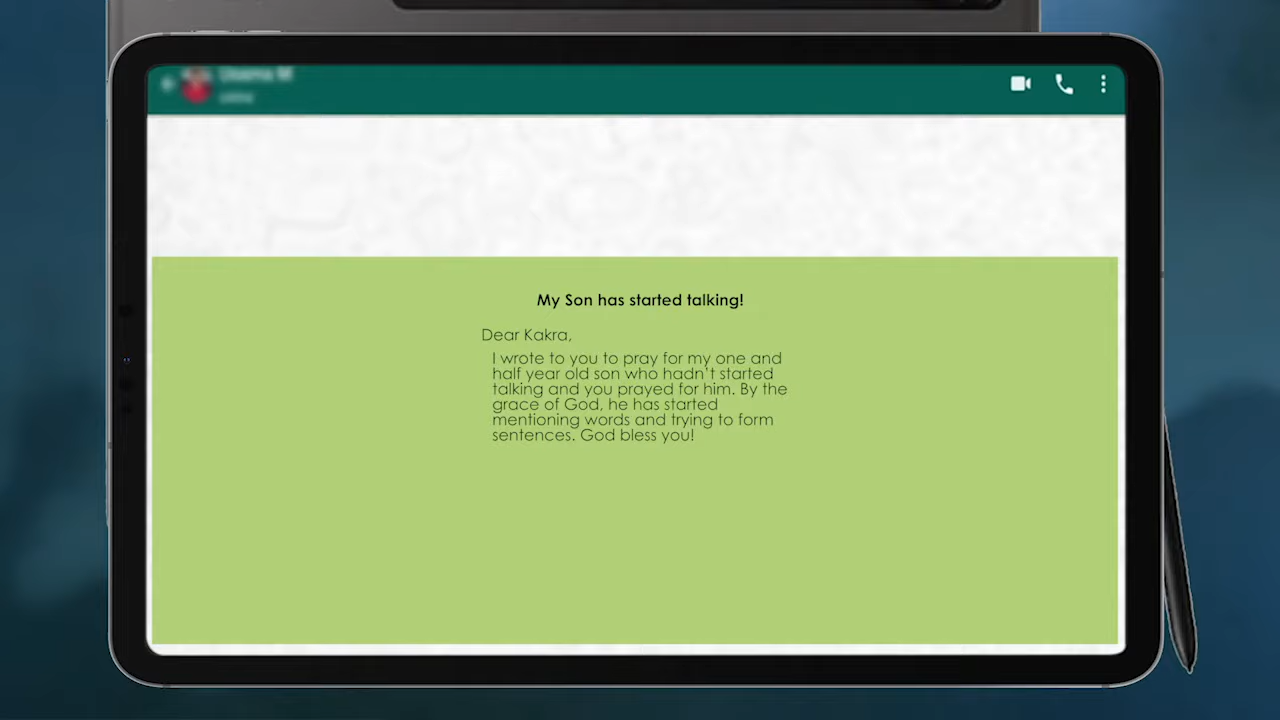 My Son has started talking!
Dear Kakra,
I wrote to you to pray for my one and
half year old son who hadn't started
talking and you prayed for him. By the
grace of God, he has started
mentioning words and trying to form
sentences. God bless you!